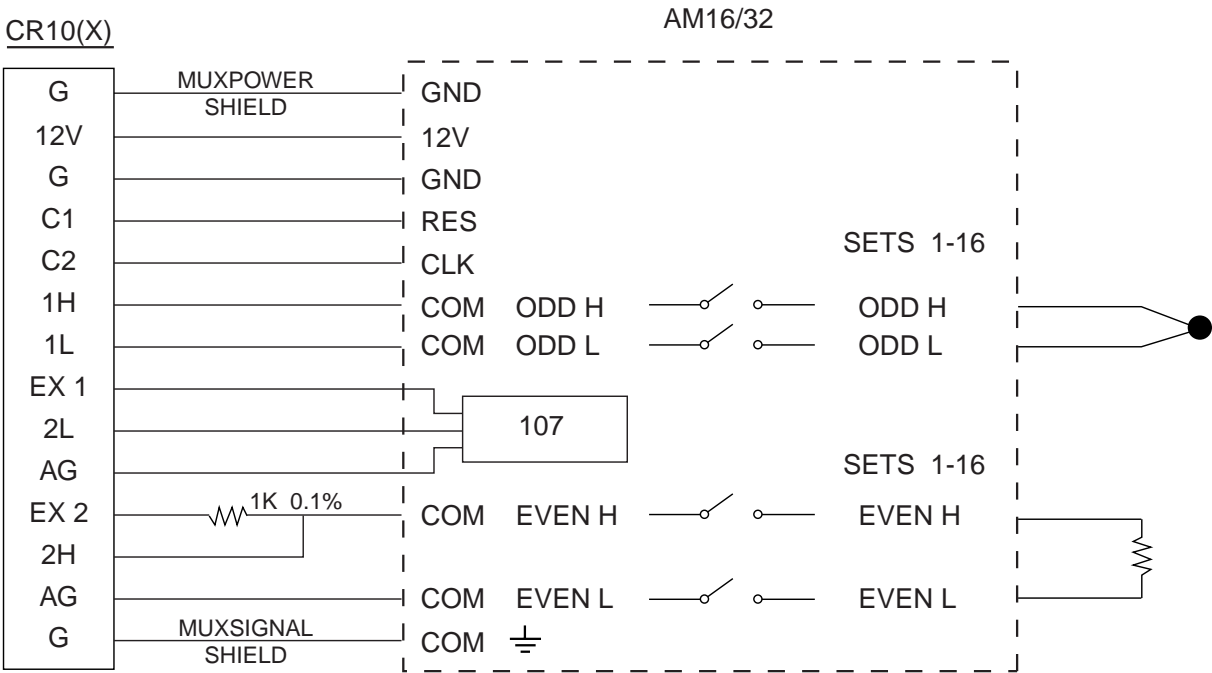 AM16/32
CR10(X)
G MUXPOWER SHIELD GND
12V 12V
G GND
C1 RES
SETS 1-16
C2 CLK
1H COM ODD H ODD H
1L COM ODD L ODD L
EX 1
2L 107
AG SETS 1-16
EX 2 1K 0.1% COM EVEN H EVEN H
2H
AG COM EVEN L EVEN L
G MUXSIGNAL SHIELD COM